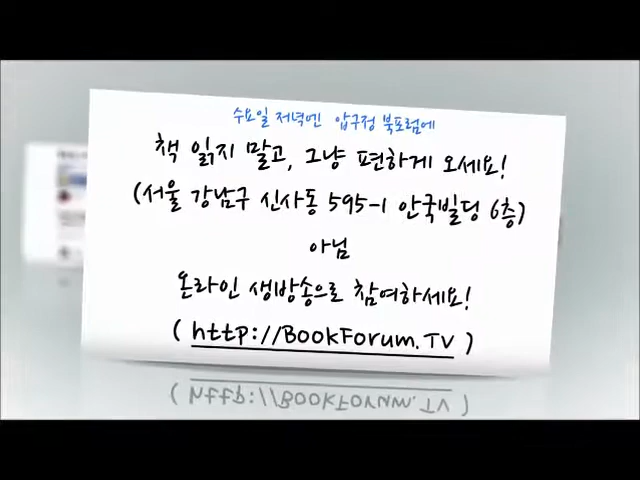 수요일 저녁엔 압구정 북포럼에
책 읽지 말고, 그냥 편하게 오세요!
(서울 강남구 신사동 595-1 안국빌딩 6층)
아님
온라인 생방송으로 참여하세요!
( http://BookForum.TV )